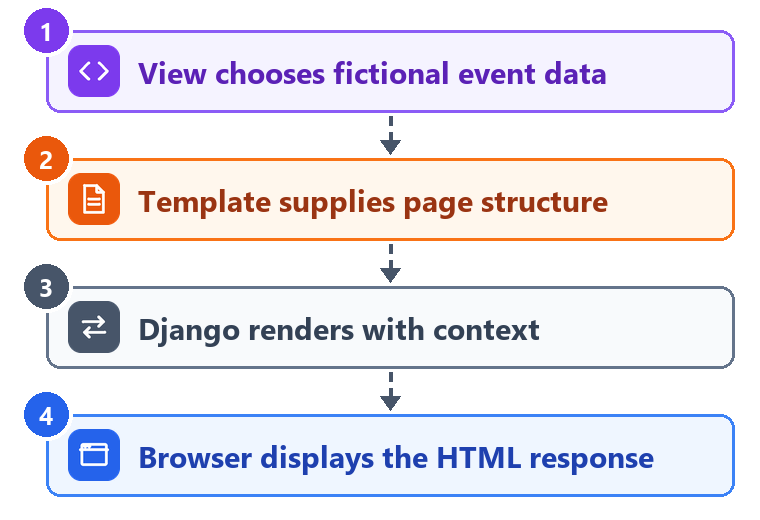 1
View chooses fictional event data
2
Template supplies page structure
3
Django renders with context
4
Browser displays the HTML response